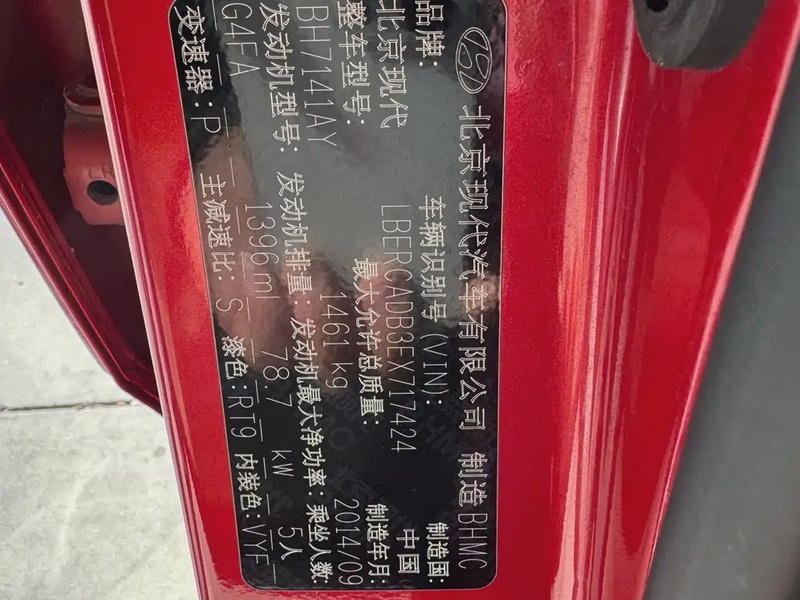 北京现代汽车有限公司 制造 BHMC
品牌: 车辆识别号(VIN): 制造国:
北京现代 LBERCADB3EX717424 中国
整车型号: 最大允许总质量: 制造年月:
BH7141AY 1461 kg 2014/09
发动机型号: 发动机排量: 发动机最大净功率: 乘坐人数:
G4FA 1396ml 78.7 kW 5人
变速器: P 主减速比: S 漆色: RT9 内装色: VYF